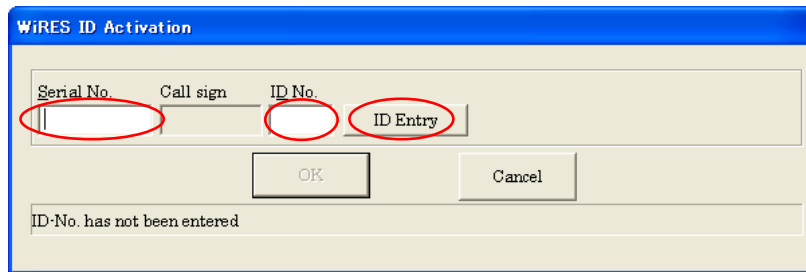 WiRES ID Activation
Serial No. Call sign ID No.
ID Entry
OK Cancel
ID-No. has not been entered